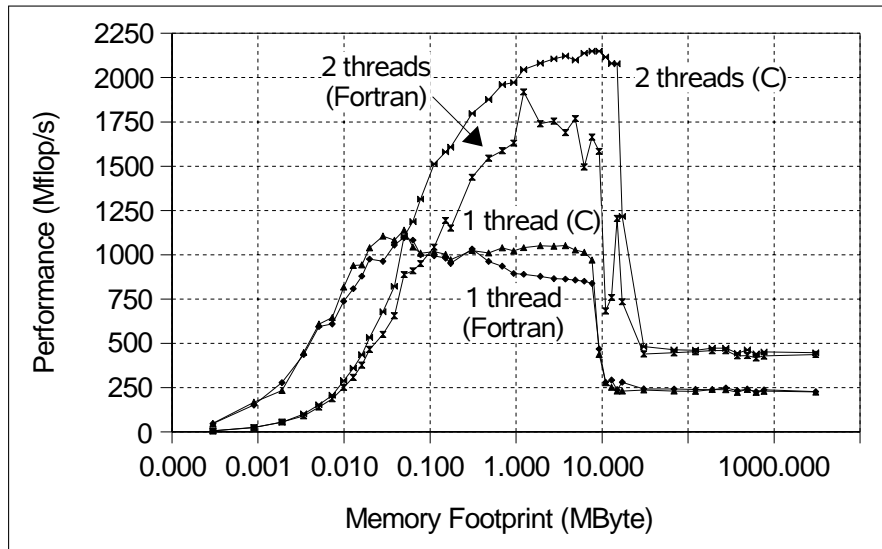 2250
2000
1750
1500
1250
1000
750
500
250
0
Performance (Mflop/s)
2 threads
(Fortran)
2 threads (C)
1 thread (C)
1 thread
(Fortran)
0.000 0.001 0.010 0.100 1.000 10.000 1000.000
Memory Footprint (MByte)